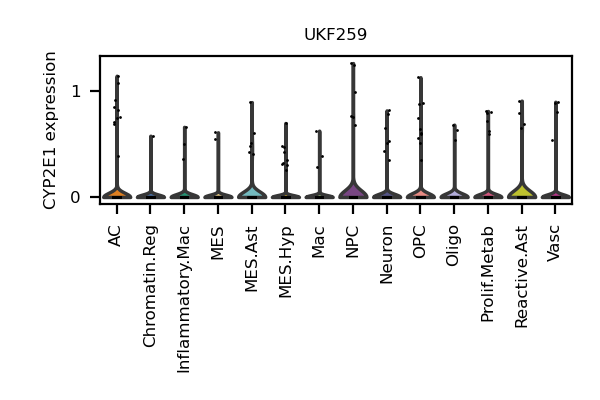 UKF259
CYP2E1 expression
1
0
AC
Chromatin.Reg
Inflammatory.Mac
MES
MES.Ast
MES.Hyp
Mac
NPC
Neuron
OPC
Oligo
Prolif.Metab
Reactive.Ast
Vasc